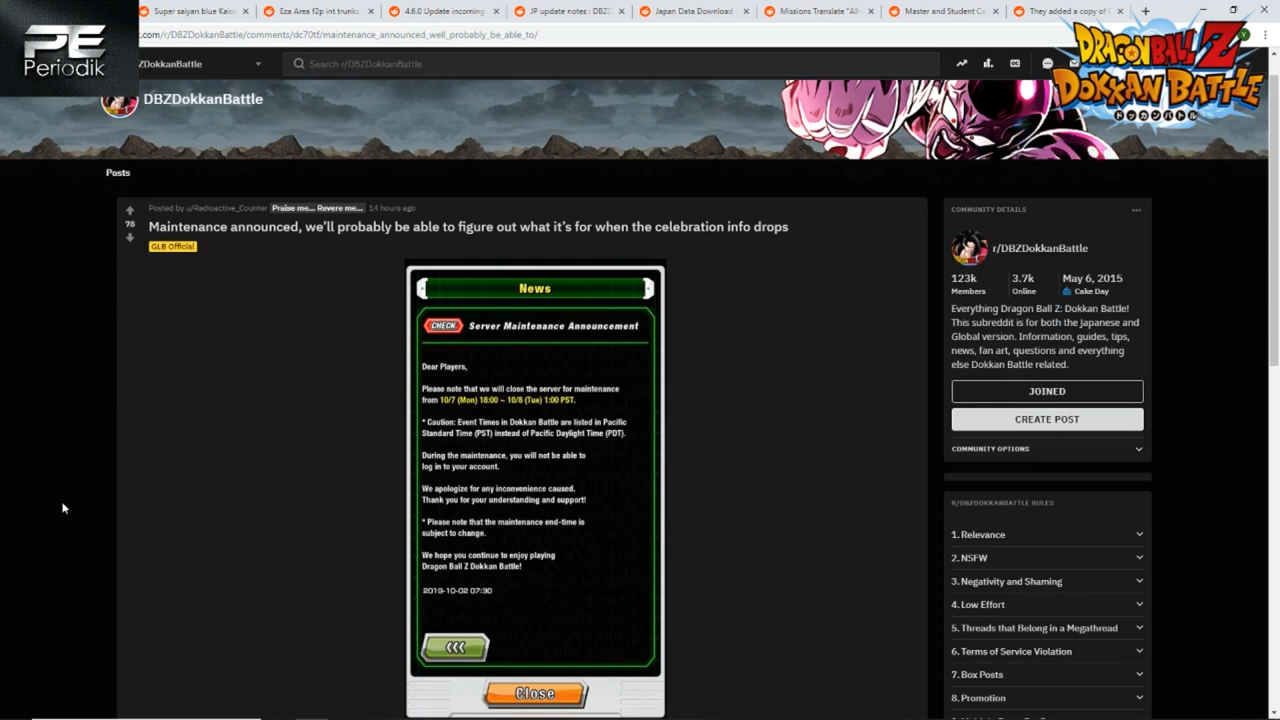 Super saiyan blue Kaio
Eza Area f2p int trunks
4.6.0 Update incoming
JP update notes : DBZD
Japan Data Download
Missions Translate "All
Master and Student Ca
They added a copy of F
PE
Periodik
.com/r/DBZDokkanBattle/comments/dc70tf/maintenance_announced_well_probably_be_able_to/
DRAGONBALL Z
DOKKAN BATTLE
ドッカンバトル
/DBZDokkanBattle
Search r/DBZDokkanBattle
DBZDokkanBattle
Posts
Posted by u/Radioactive_Counter Praise me... Revere me... 14 hours ago
78
Maintenance announced, we'll probably be able to figure out what it's for when the celebration info drops
GLB Official
News
CHECK Server Maintenance Announcement
Dear Players,
Please note that we will close the server for maintenance
from 10/7 (Mon) 18:00 ~ 10/8 (Tue) 1:00 PST.
* Caution: Event Times in Dokkan Battle are listed in Pacific
Standard Time (PST) instead of Pacific Daylight Time (PDT).
During the maintenance, you will not be able to
log in to your account.
We apologize for any inconvenience caused.
Thank you for your understanding and support!
* Please note that the maintenance end-time is
subject to change.
We hope you continue to enjoy playing
Dragon Ball Z Dokkan Battle!
2019-10-02 07:30
Close
COMMUNITY DETAILS
r/DBZDokkanBattle
123k 3.7k May 6, 2015
Members Online Cake Day
Everything Dragon Ball Z: Dokkan Battle!
This subreddit is for both the Japanese and
Global version. Information, guides, tips,
news, fan art, questions and everything
else Dokkan Battle related.
JOINED
CREATE POST
COMMUNITY OPTIONS
R/DBZDOKKANBATTLE RULES
1. Relevance
2. NSFW
3. Negativity and Shaming
4. Low Effort
5. Threads that Belong in a Megathread
6. Terms of Service Violation
7. Box Posts
8. Promotion